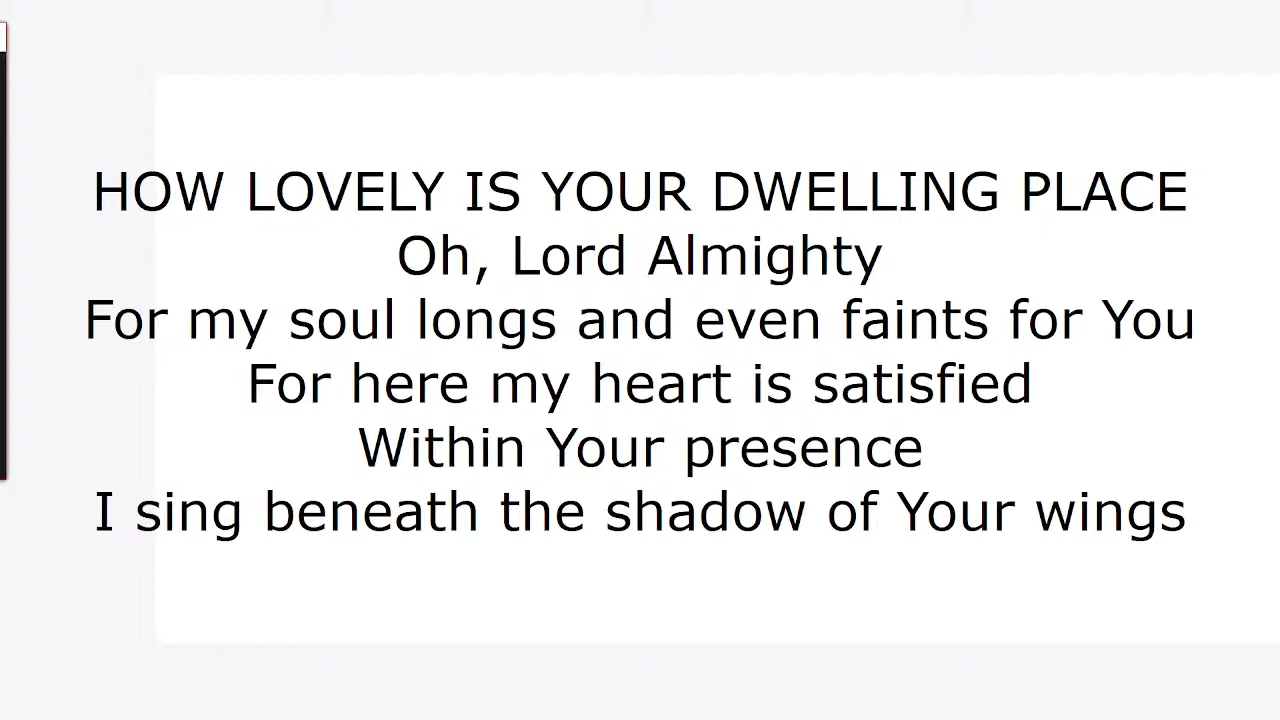 HOW LOVELY IS YOUR DWELLING PLACE
Oh, Lord Almighty
For my soul longs and even faints for You
For here my heart is satisfied
Within Your presence
I sing beneath the shadow of Your wings